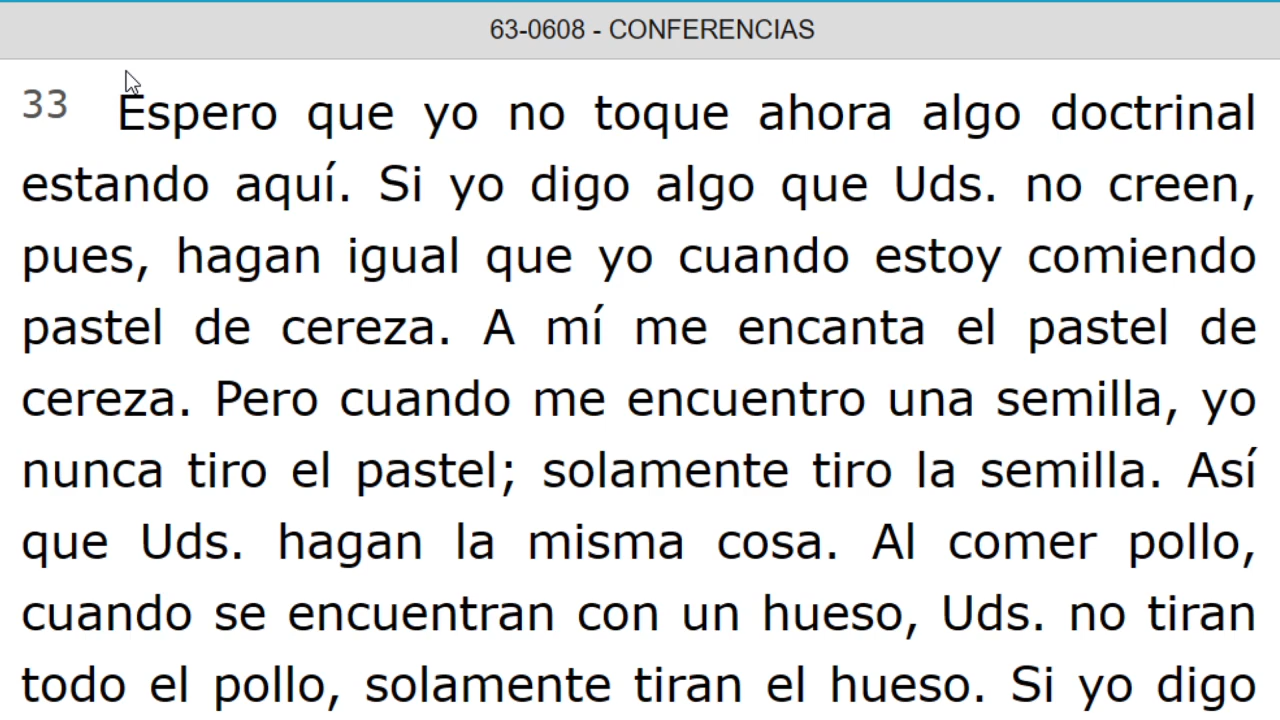 63-0608 - CONFERENCIAS
33 Espero que yo no toque ahora algo doctrinal
estando aquí. Si yo digo algo que Uds. no creen,
pues, hagan igual que yo cuando estoy comiendo
pastel de cereza. A mí me encanta el pastel de
cereza. Pero cuando me encuentro una semilla, yo
nunca tiro el pastel; solamente tiro la semilla. Así
que Uds. hagan la misma cosa. Al comer pollo,
cuando se encuentran con un hueso, Uds. no tiran
todo el pollo, solamente tiran el hueso. Si yo digo